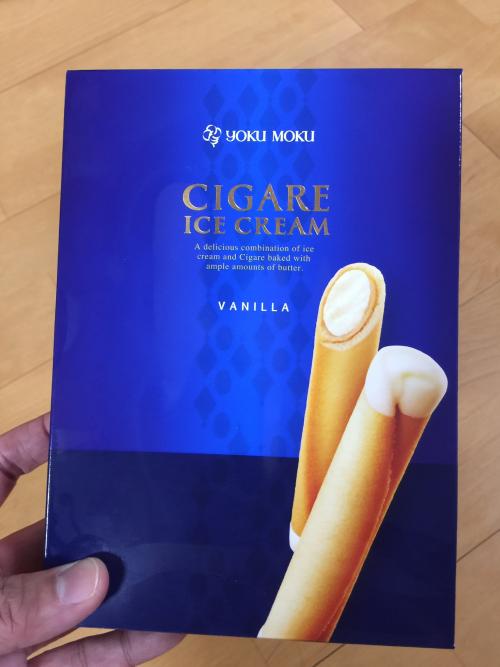 YOKU MOKU
CIGARE
ICE CREAM
A delicious combination of ice
cream and Cigare baked with
ample amounts of butter.
VANILLA